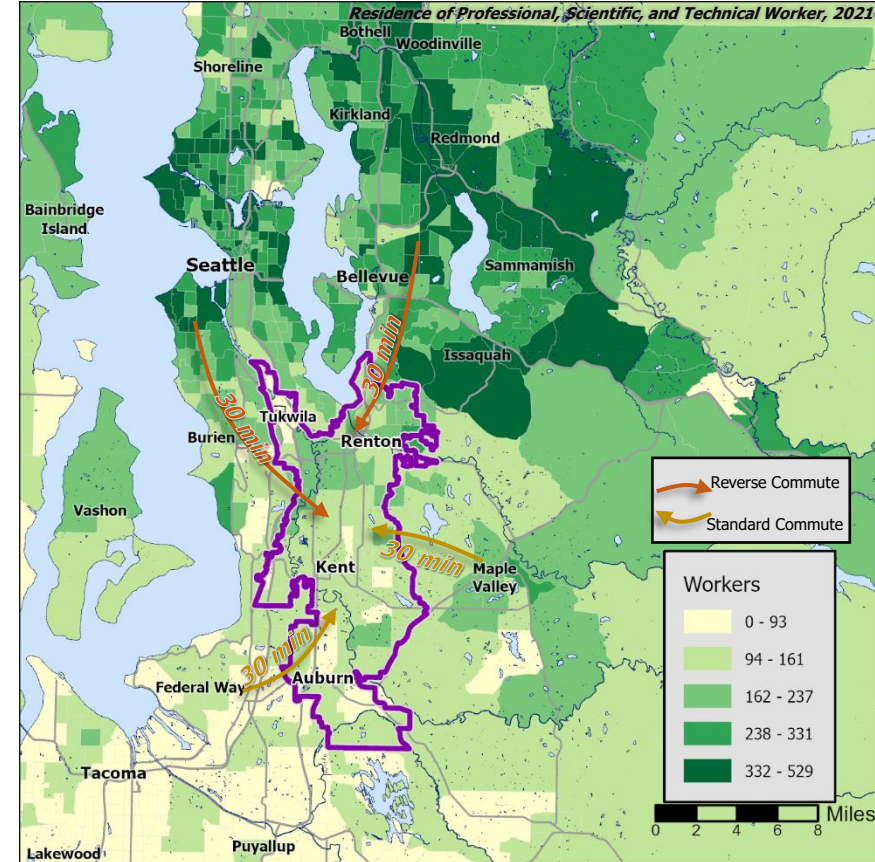 Residence of Professional, Scientific, and Technical Worker, 2021
Bothell
Woodinville
Shoreline
Kirkland
Redmond
Bainbridge
Island
Seattle
Bellevue
Sammamish
Issaquah
30 min
Tukwila
30 min
Renton
Burien
Reverse Commute
Standard Commute
Vashon
30 min
Kent
Maple
Valley
Workers
0 - 93
94 - 161
162 - 237
238 - 331
332 - 529
30 min
Federal Way
Auburn
Tacoma
Miles
0 2 4 6 8
Puyallup
Lakewood